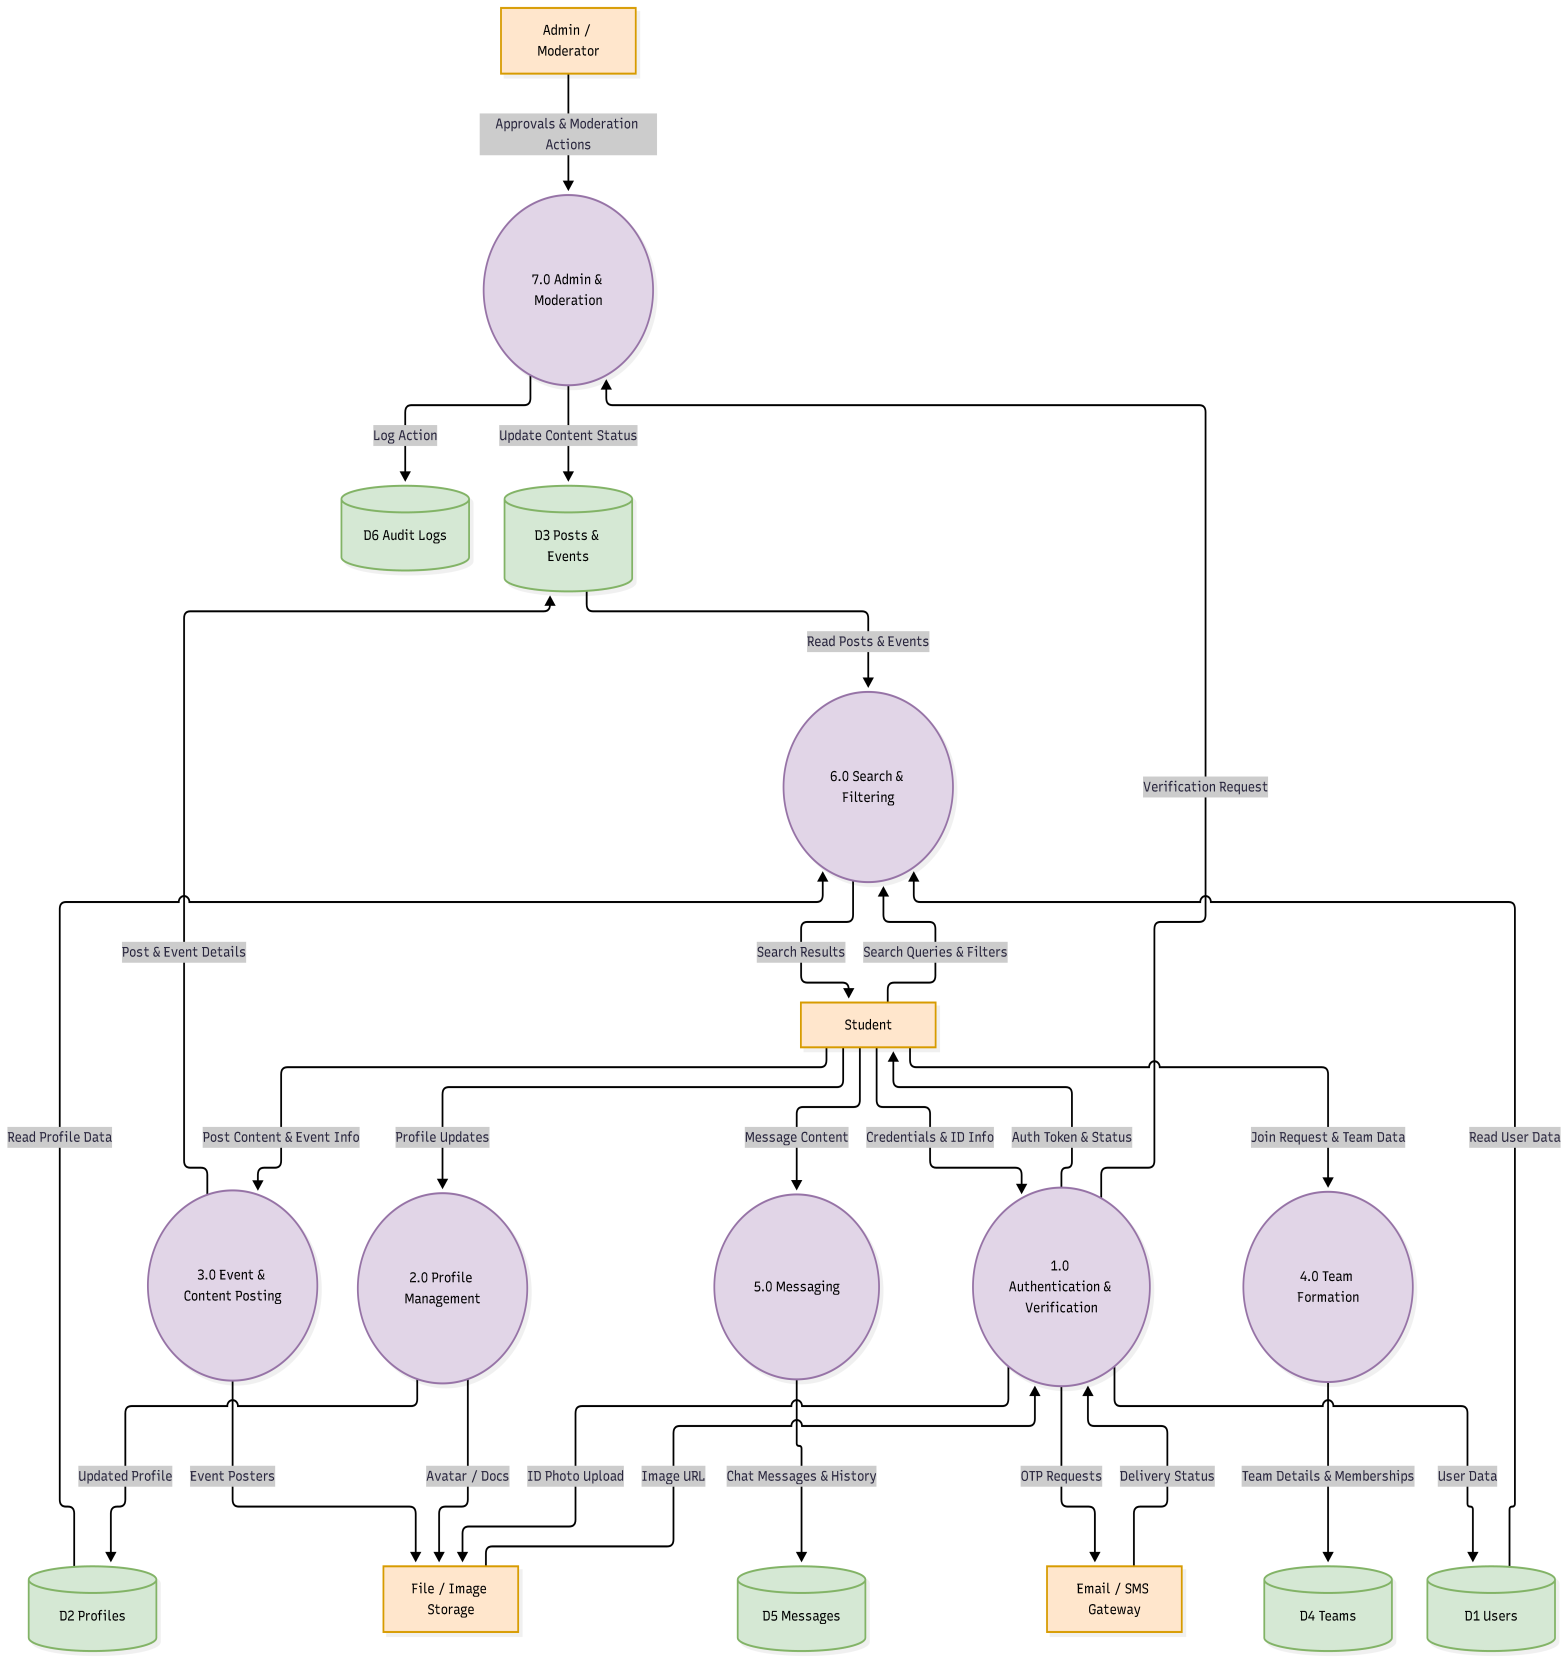 Admin /
Moderator
Approvals & Moderation
Actions
7.0 Admin &
Moderation
Log Action
Update Content Status
D6 Audit Logs
D3 Posts &
Events
Read Posts & Events
6.0 Search &
Filtering
Verification Request
Post & Event Details
Search Results
Search Queries & Filters
Student
Read Profile Data
Post Content & Event Info
Profile Updates
Message Content
Credentials & ID Info
Auth Token & Status
Join Request & Team Data
Read User Data
3.0 Event &
Content Posting
2.0 Profile
Management
5.0 Messaging
1.0
Authentication &
Verification
4.0 Team
Formation
Updated Profile
Event Posters
Avatar / Docs
ID Photo Upload
Image URL
Chat Messages & History
OTP Requests
Delivery Status
Team Details & Memberships
User Data
D2 Profiles
File / Image
Storage
D5 Messages
Email / SMS
Gateway
D4 Teams
D1 Users